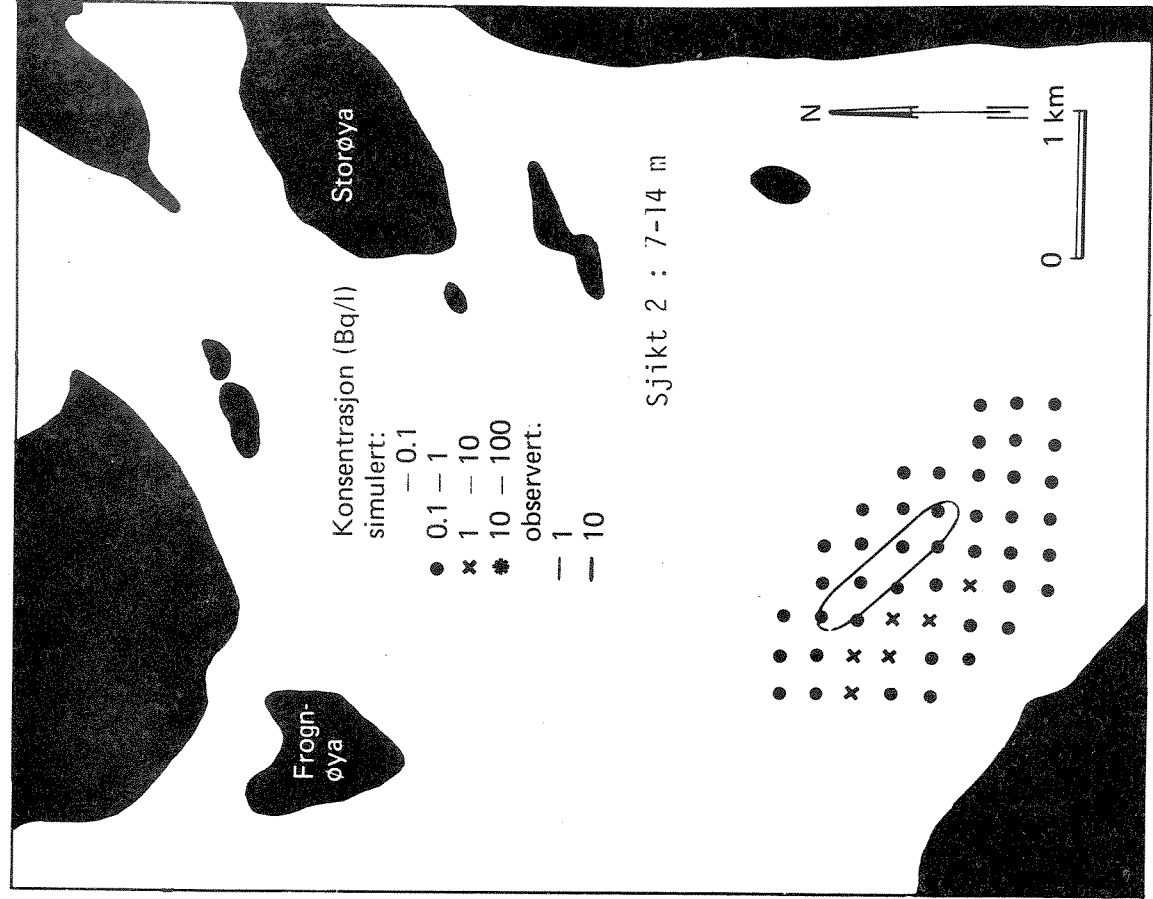 Storøya
Frogn-
øya
Konsentrasjon (Bq/l)
simulert:
– 0.1
● 0.1 – 1
× 1 – 10
✱ 10 – 100
observert:
— 1
— 10
Sjikt 2 : 7-14 m
N
0 1 km